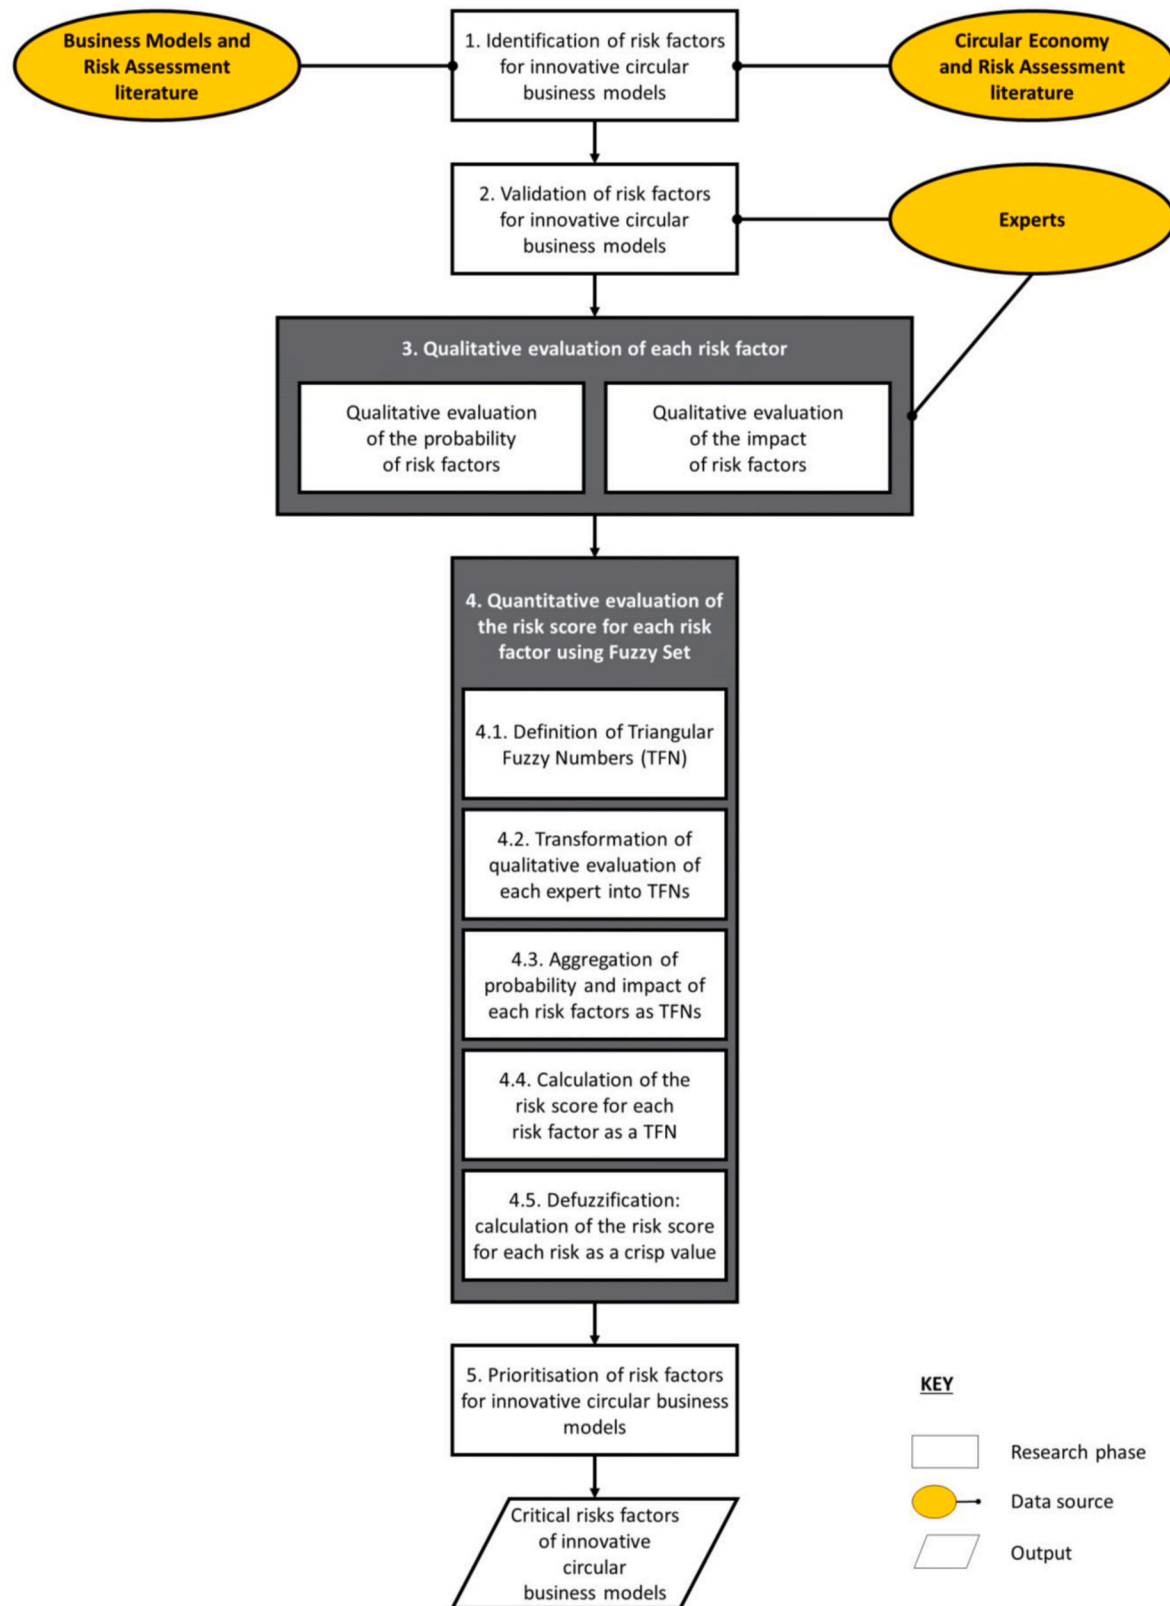 Business Models and
Risk Assessment
literature
1. Identification of risk factors
for innovative circular
business models
Circular Economy
and Risk Assessment
literature
2. Validation of risk factors
for innovative circular
business models
Experts
3. Qualitative evaluation of each risk factor
Qualitative evaluation
of the probability
of risk factors
Qualitative evaluation
of the impact
of risk factors
4. Quantitative evaluation of
the risk score for each risk
factor using Fuzzy Set
4.1. Definition of Triangular
Fuzzy Numbers (TFN)
4.2. Transformation of
qualitative evaluation of
each expert into TFNs
4.3. Aggregation of
probability and impact of
each risk factors as TFNs
4.4. Calculation of the
risk score for each
risk factor as a TFN
4.5. Defuzzification:
calculation of the risk score
for each risk as a crisp value
5. Prioritisation of risk factors
for innovative circular business
models
Critical risks factors
of innovative
circular
business models
KEY
Research phase
Data source
Output